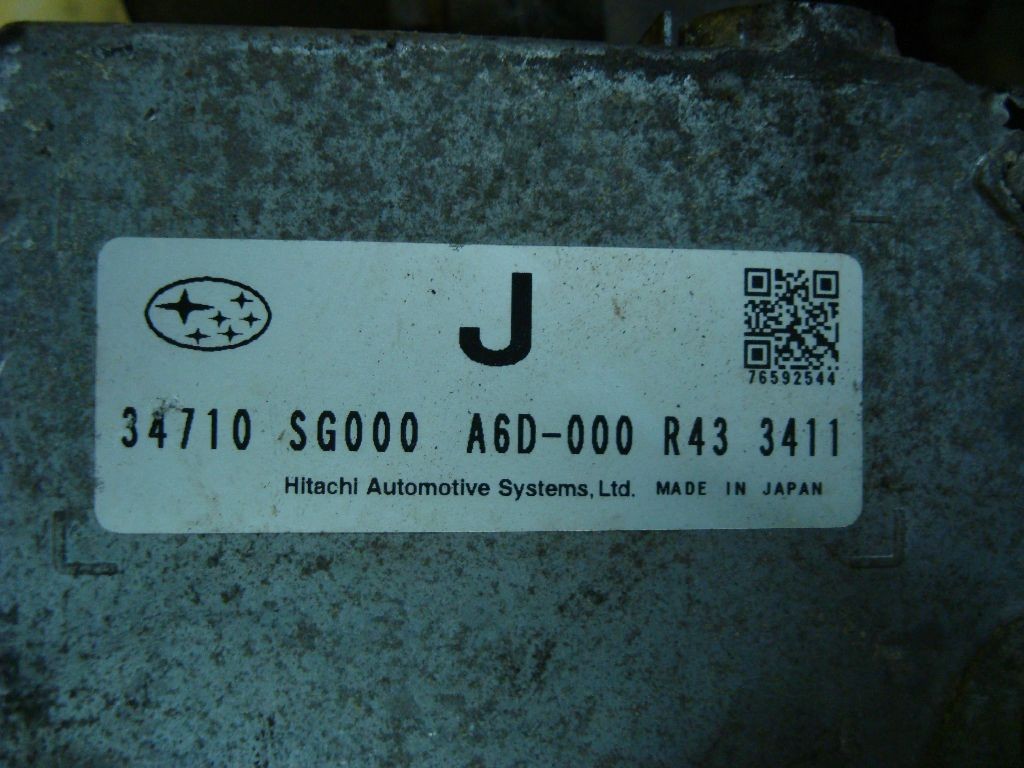 J
76592544
34710 SG000 A6D-000 R43 3411
Hitachi Automotive Systems, Ltd. MADE IN JAPAN